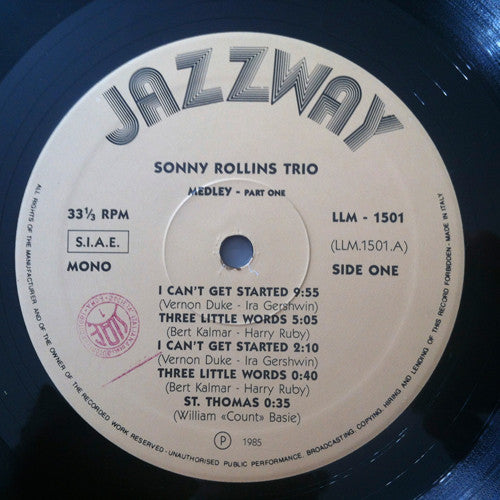 JAZZWAY
SONNY ROLLINS TRIO
MEDLEY - PART ONE
33⅓ RPM
LLM - 1501
S.I.A.E.
(LLM.1501.A)
MONO
SIDE ONE
I CAN'T GET STARTED 9:55
(Vernon Duke - Ira Gershwin)
THREE LITTLE WORDS 5:05
(Bert Kalmar - Harry Ruby)
I CAN'T GET STARTED 2:10
(Vernon Duke - Ira Gershwin)
THREE LITTLE WORDS 0:40
(Bert Kalmar - Harry Ruby)
ST. THOMAS 0:35
(William «Count» Basie)
Ⓟ 1985
ALL RIGHTS OF THE MANUFACTURER AND OF THE OWNER OF THE RECORDED WORK RESERVED - UNAUTHORISED PUBLIC PERFORMANCE, BROADCASTING, COPYING, HIRING AND LENDING OF THIS RECORD FORBIDDEN - MADE IN ITALY